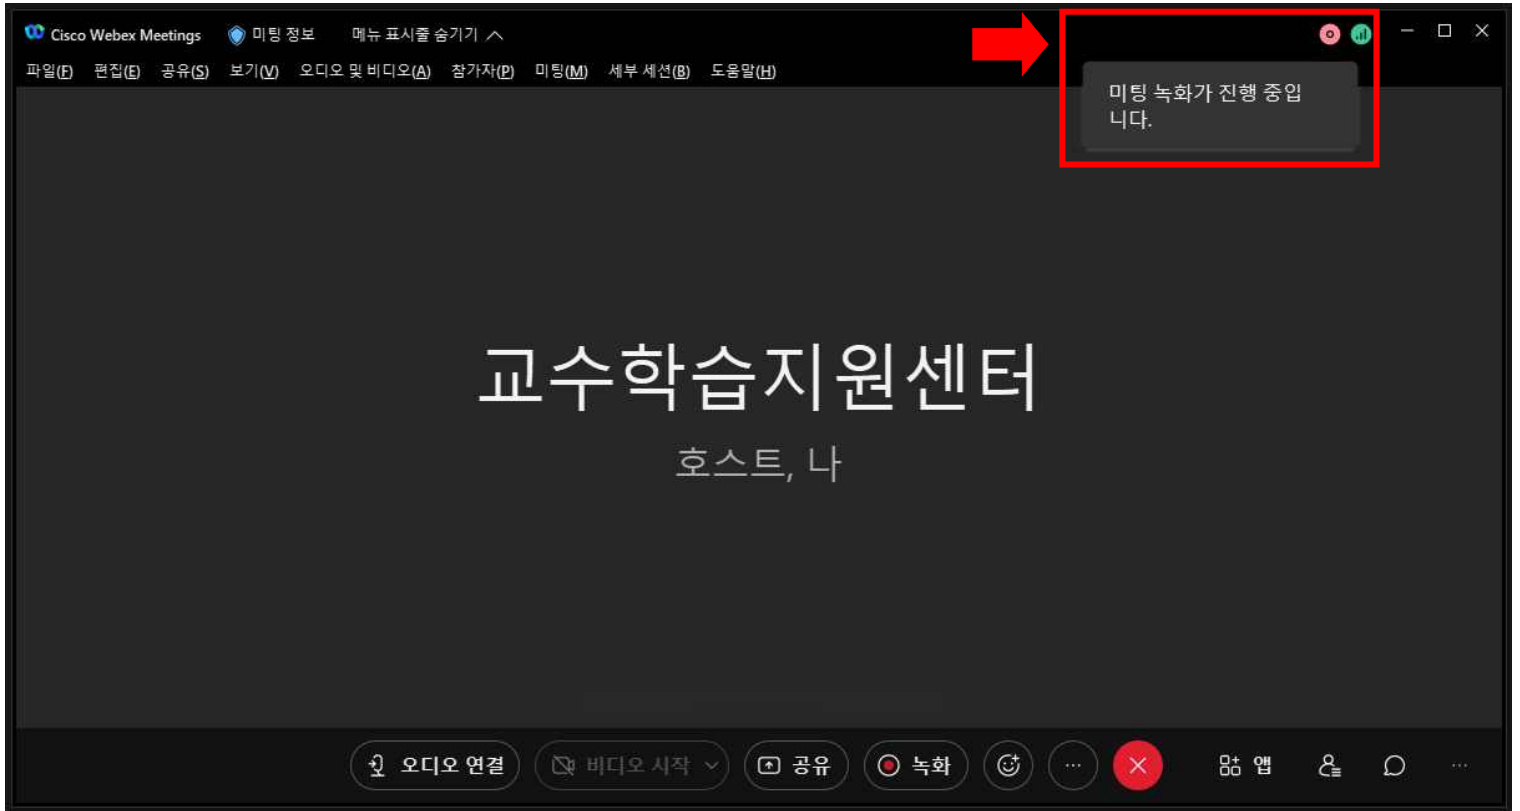 Cisco Webex Meetings 미팅 정보 메뉴 표시줄 숨기기
파일(F) 편집(E) 공유(S) 보기(V) 오디오 및 비디오(A) 참가자(P) 미팅(M) 세부 세션(B) 도움말(H)
미팅 녹화가 진행 중입
니다.
교수학습지원센터
호스트, 나
오디오 연결 비디오 시작 공유 녹화 앱